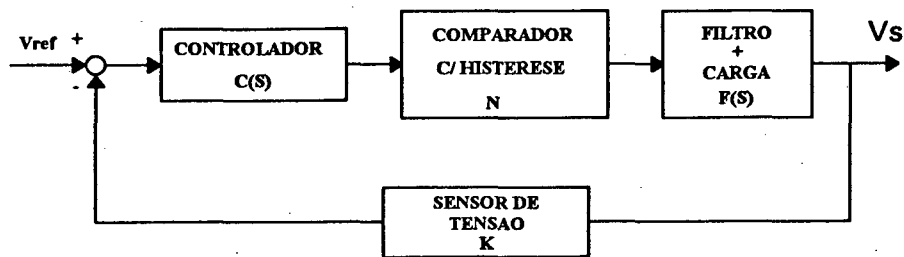 Vref
+
-
CONTROLADOR
C(S)
COMPARADOR
C/ HISTERESE
N
FILTRO
+
CARGA
F(S)
Vs
SENSOR DE
TENSAO
K